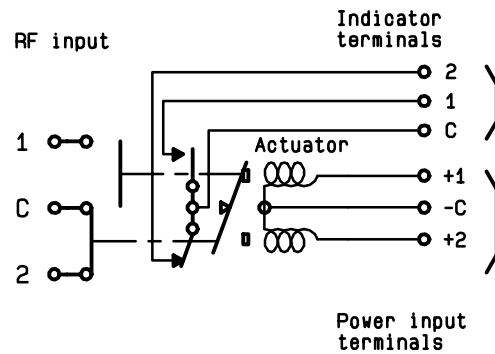 Indicator
terminals
RF input
2
1
C
Actuator
1
C
2
+1
-C
+2
Power input
terminals